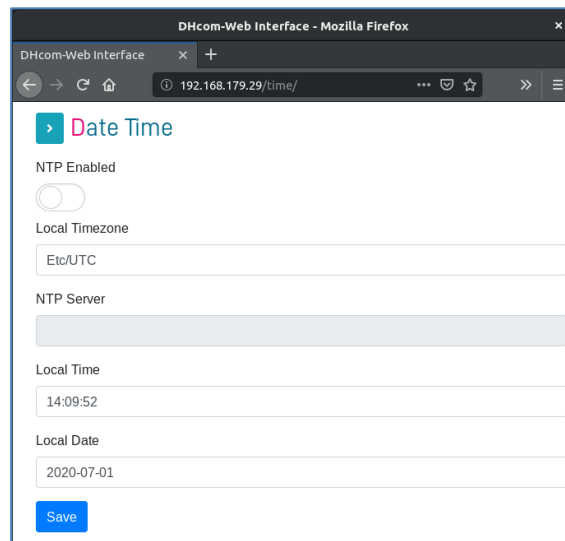 DHcom-Web Interface - Mozilla Firefox
DHcom-Web Interface
192.168.179.29/time/
Date Time
NTP Enabled
Local Timezone
Etc/UTC
NTP Server
Local Time
14:09:52
Local Date
2020-07-01
Save